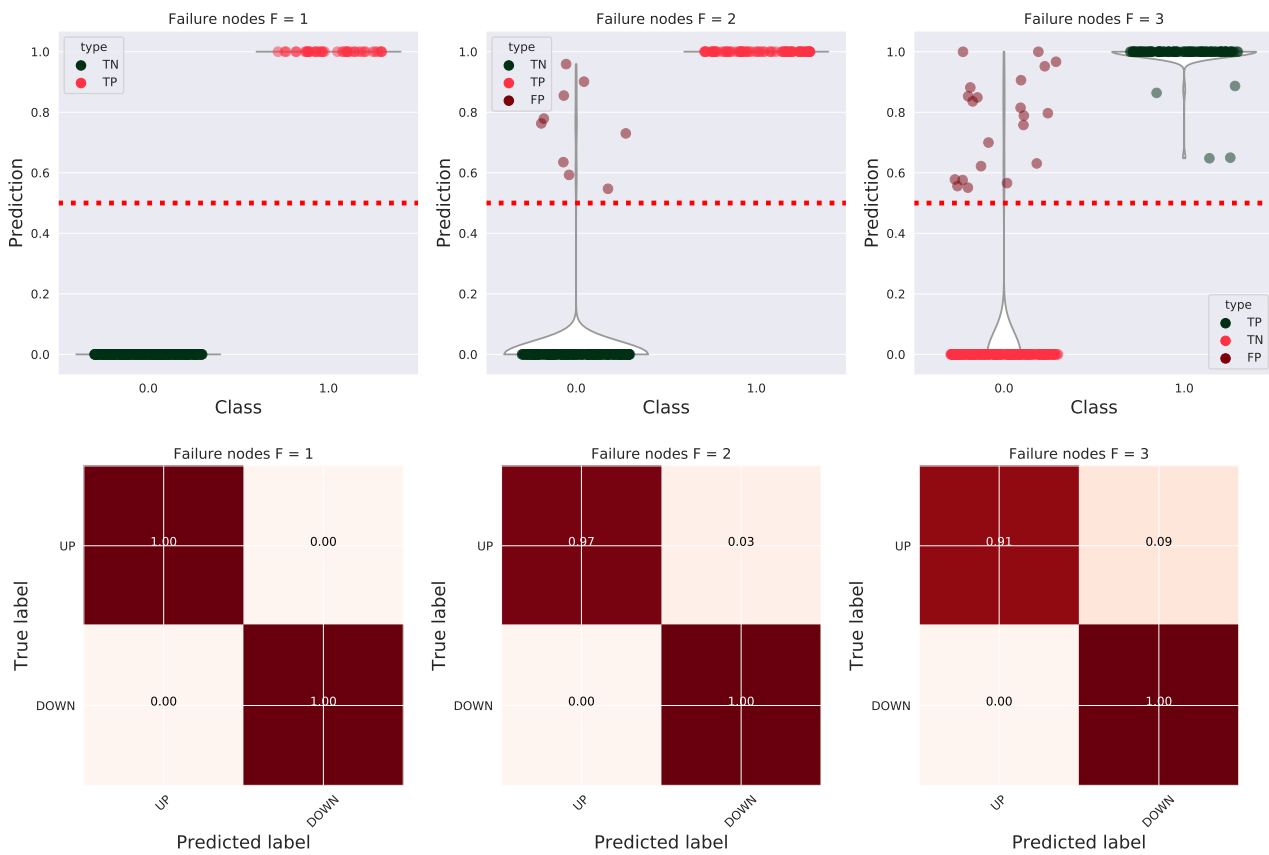 Failure nodes F = 1
1.0
0.8
0.6
0.4
0.2
0.0
Prediction
type
TN
TP
0.0
1.0
Class
Failure nodes F = 2
1.0
0.8
0.6
0.4
0.2
0.0
Prediction
type
TN
TP
FP
0.0
1.0
Class
Failure nodes F = 3
1.0
0.8
0.6
0.4
0.2
0.0
Prediction
type
TP
TN
FP
0.0
1.0
Class
Failure nodes F = 1
True label
UP
DOWN
1.00
0.00
0.00
1.00
UP
DOWN
Predicted label
Failure nodes F = 2
True label
UP
DOWN
0.97
0.03
0.00
1.00
UP
DOWN
Predicted label
Failure nodes F = 3
True label
UP
DOWN
0.91
0.09
0.00
1.00
UP
DOWN
Predicted label